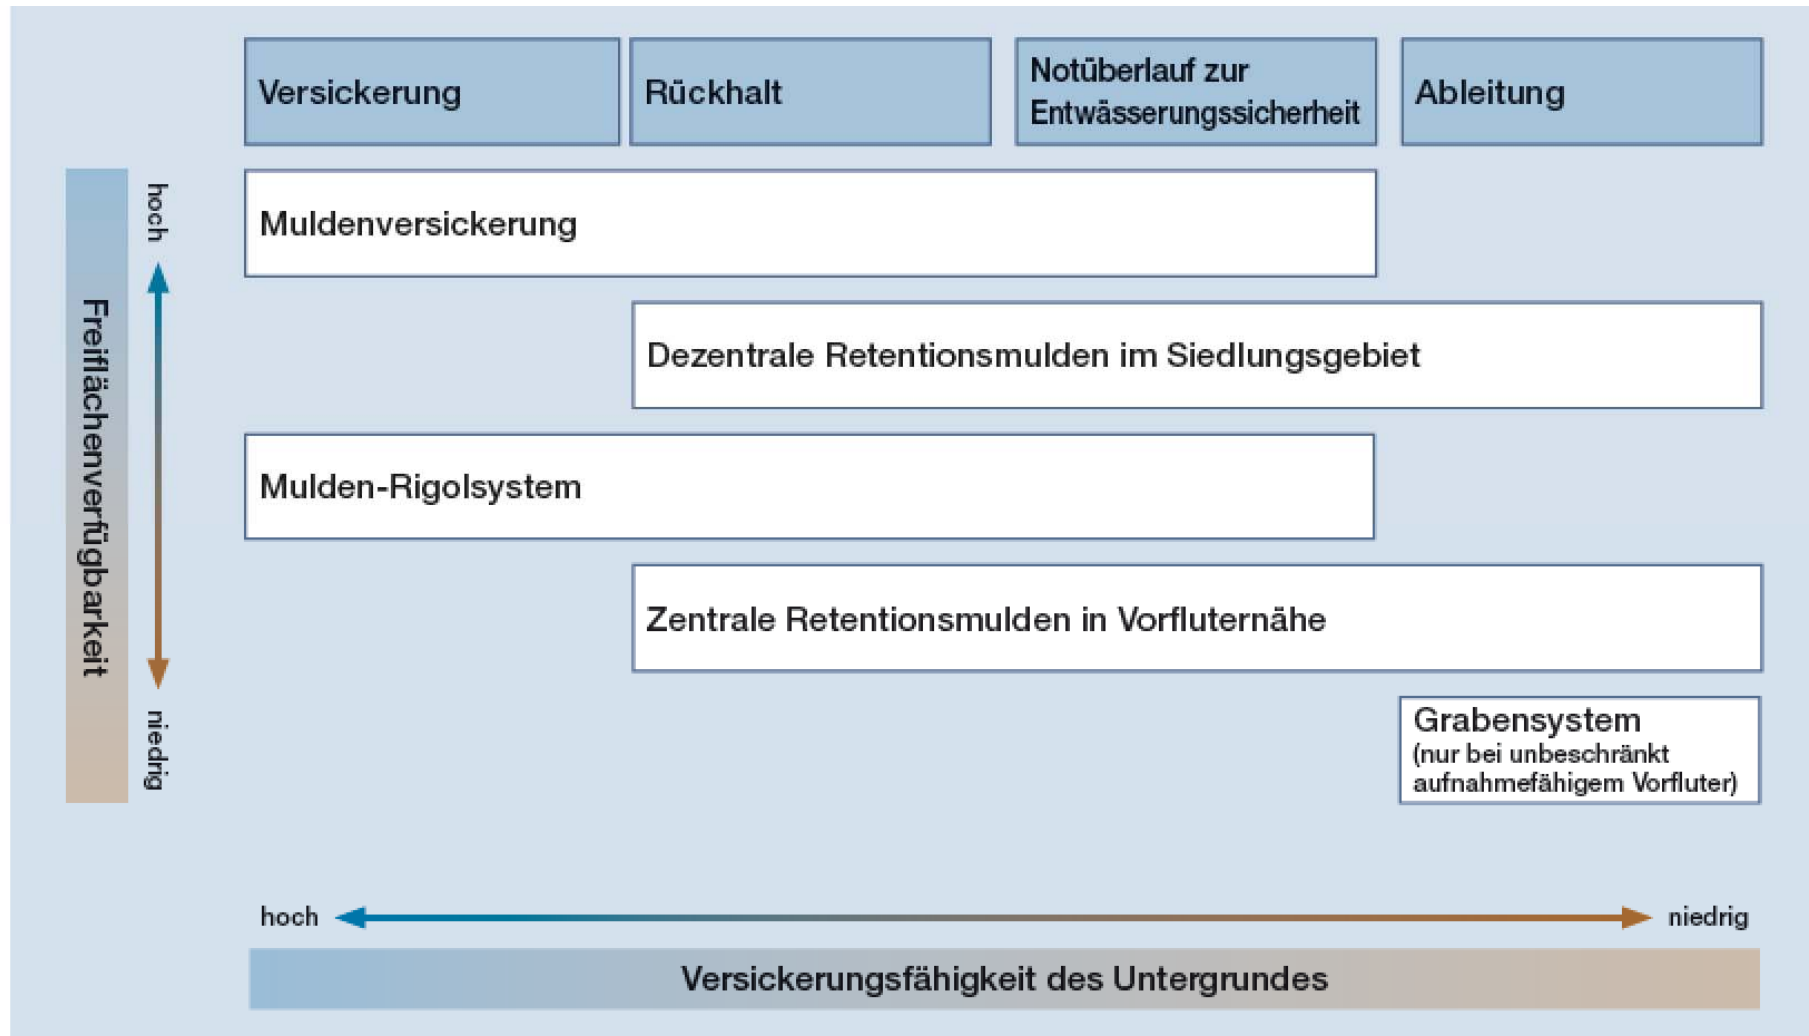 Versickerung
Rückhalt
Notüberlauf zur
Entwässerungssicherheit
Ableitung
hoch
Freiflächenverfügbarkeit
niedrig
Muldenversickerung
Dezentrale Retentionsmulden im Siedlungsgebiet
Mulden-Rigolsystem
Zentrale Retentionsmulden in Vorfluternähe
Grabensystem
(nur bei unbeschränkt
aufnahmefähigem Vorfluter)
hoch
niedrig
Versickerungsfähigkeit des Untergrundes